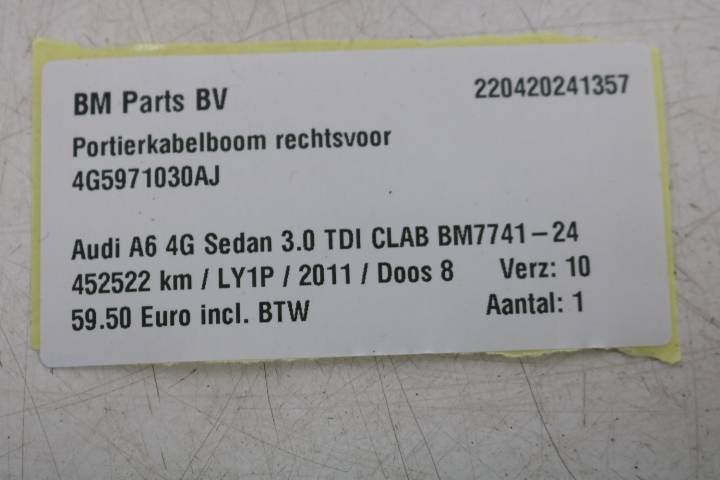 BM Parts BV 220420241357
Portierkabelboom rechtsvoor
4G5971030AJ
Audi A6 4G Sedan 3.0 TDI CLAB BM7741-24
452522 km / LY1P / 2011 / Doos 8 Verz: 10
59.50 Euro incl. BTW Aantal: 1